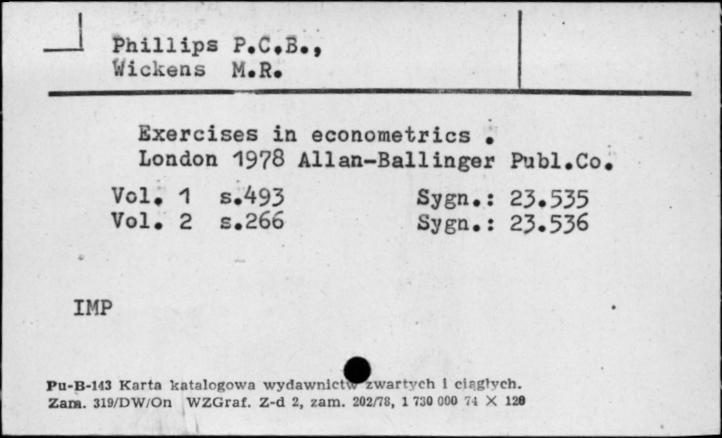 Phillips P.C.B.,
Wickens M.R.
Exercises in econometrics .
London 1978 Allan-Ballinger Publ.Co.
Vol. 1 s.493 Sygn.: 23.535
Vol. 2 s.266 Sygn.: 23.536
IMP
Pu-B-143 Karta katalogowa wydawnictw zwartych i ciągłych.
Zam. 319/DW/On WZGraf. Z-d 2, zam. 202/78, 1 730 000 74 X 120